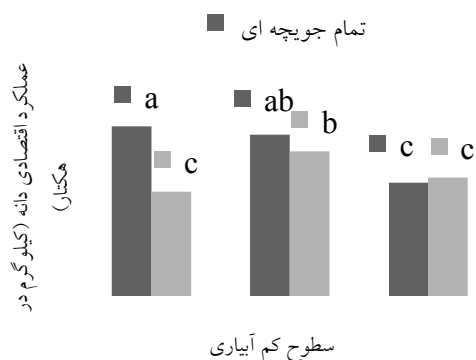 تمام جویچه ای
عملکرد اقتصادی دانه (کیلوگرم در
هکتار)
a
c
ab
b
c
c
سطوح کم آبیاری